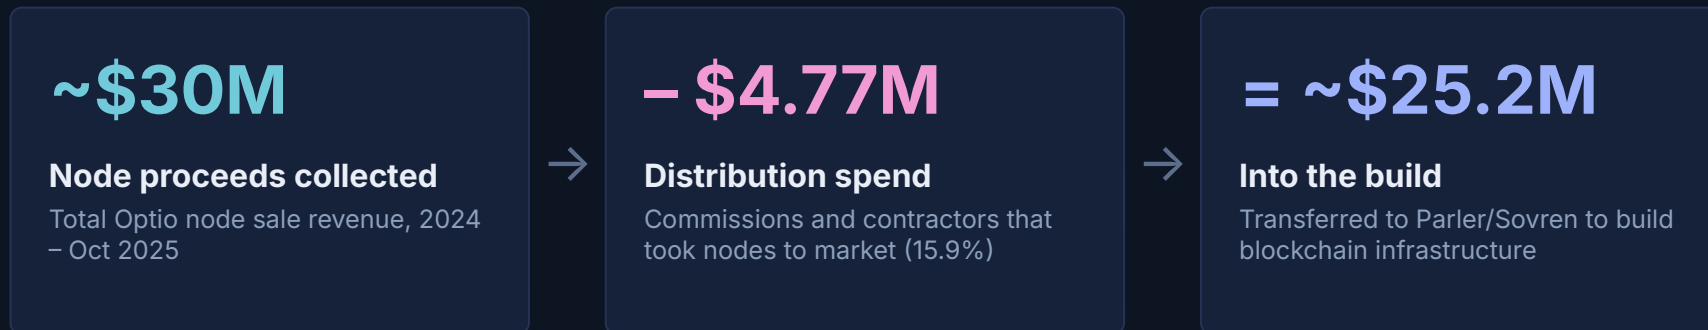 ~$30M
Node proceeds collected
Total Optio node sale revenue, 2024
– Oct 2025
→
– $4.77M
Distribution spend
Commissions and contractors that
took nodes to market (15.9%)
→
= ~$25.2M
Into the build
Transferred to Parler/Sovren to build
blockchain infrastructure